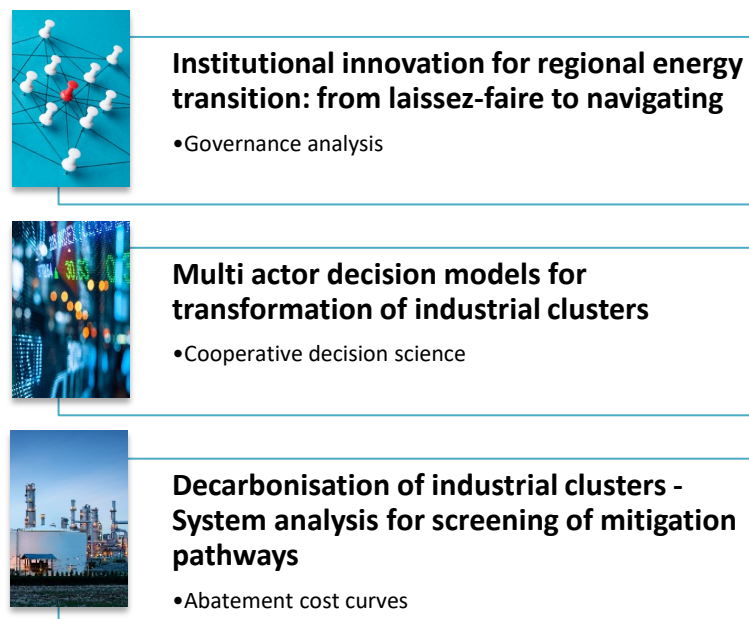 Institutional innovation for regional energy
transition: from laissez-faire to navigating
•Governance analysis
Multi actor decision models for
transformation of industrial clusters
•Cooperative decision science
Decarbonisation of industrial clusters -
System analysis for screening of mitigation
pathways
•Abatement cost curves